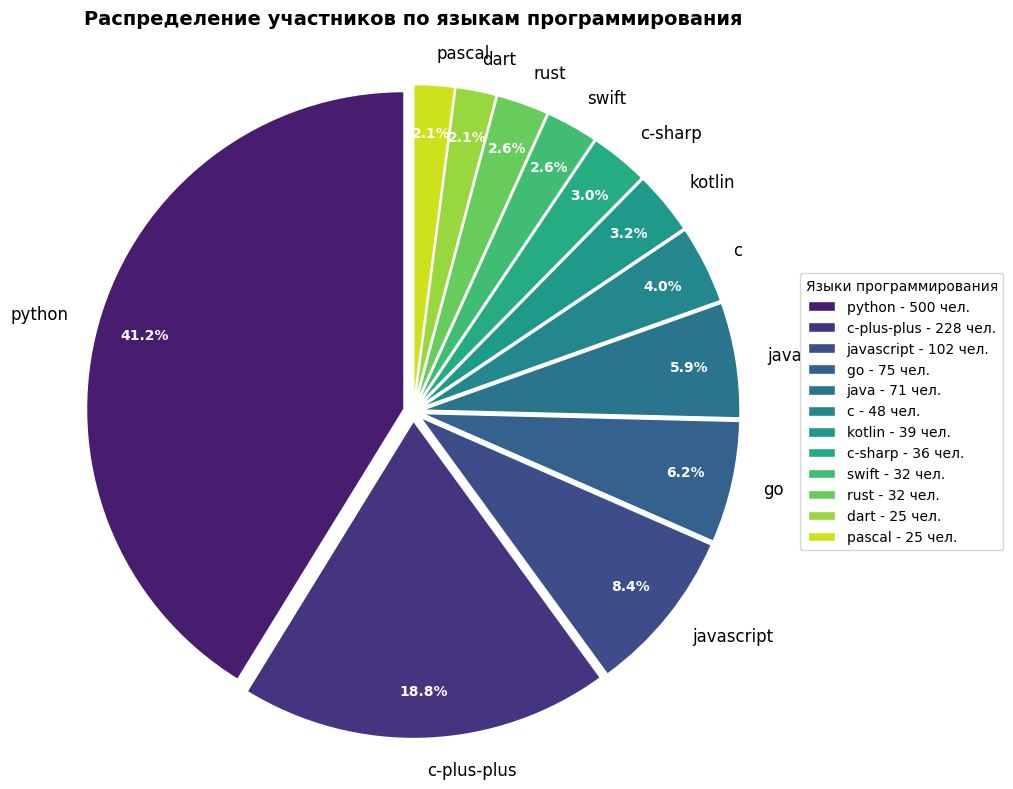 Распределение участников по языкам программирования
pascal
dart
rust
swift
c-sharp
kotlin
c
java
go
javascript
c-plus-plus
python
2.1%
2.1%
2.6%
2.6%
3.0%
3.2%
4.0%
5.9%
6.2%
8.4%
18.8%
41.2%
Языки программирования
python - 500 чел.
c-plus-plus - 228 чел.
javascript - 102 чел.
go - 75 чел.
java - 71 чел.
c - 48 чел.
kotlin - 39 чел.
c-sharp - 36 чел.
swift - 32 чел.
rust - 32 чел.
dart - 25 чел.
pascal - 25 чел.